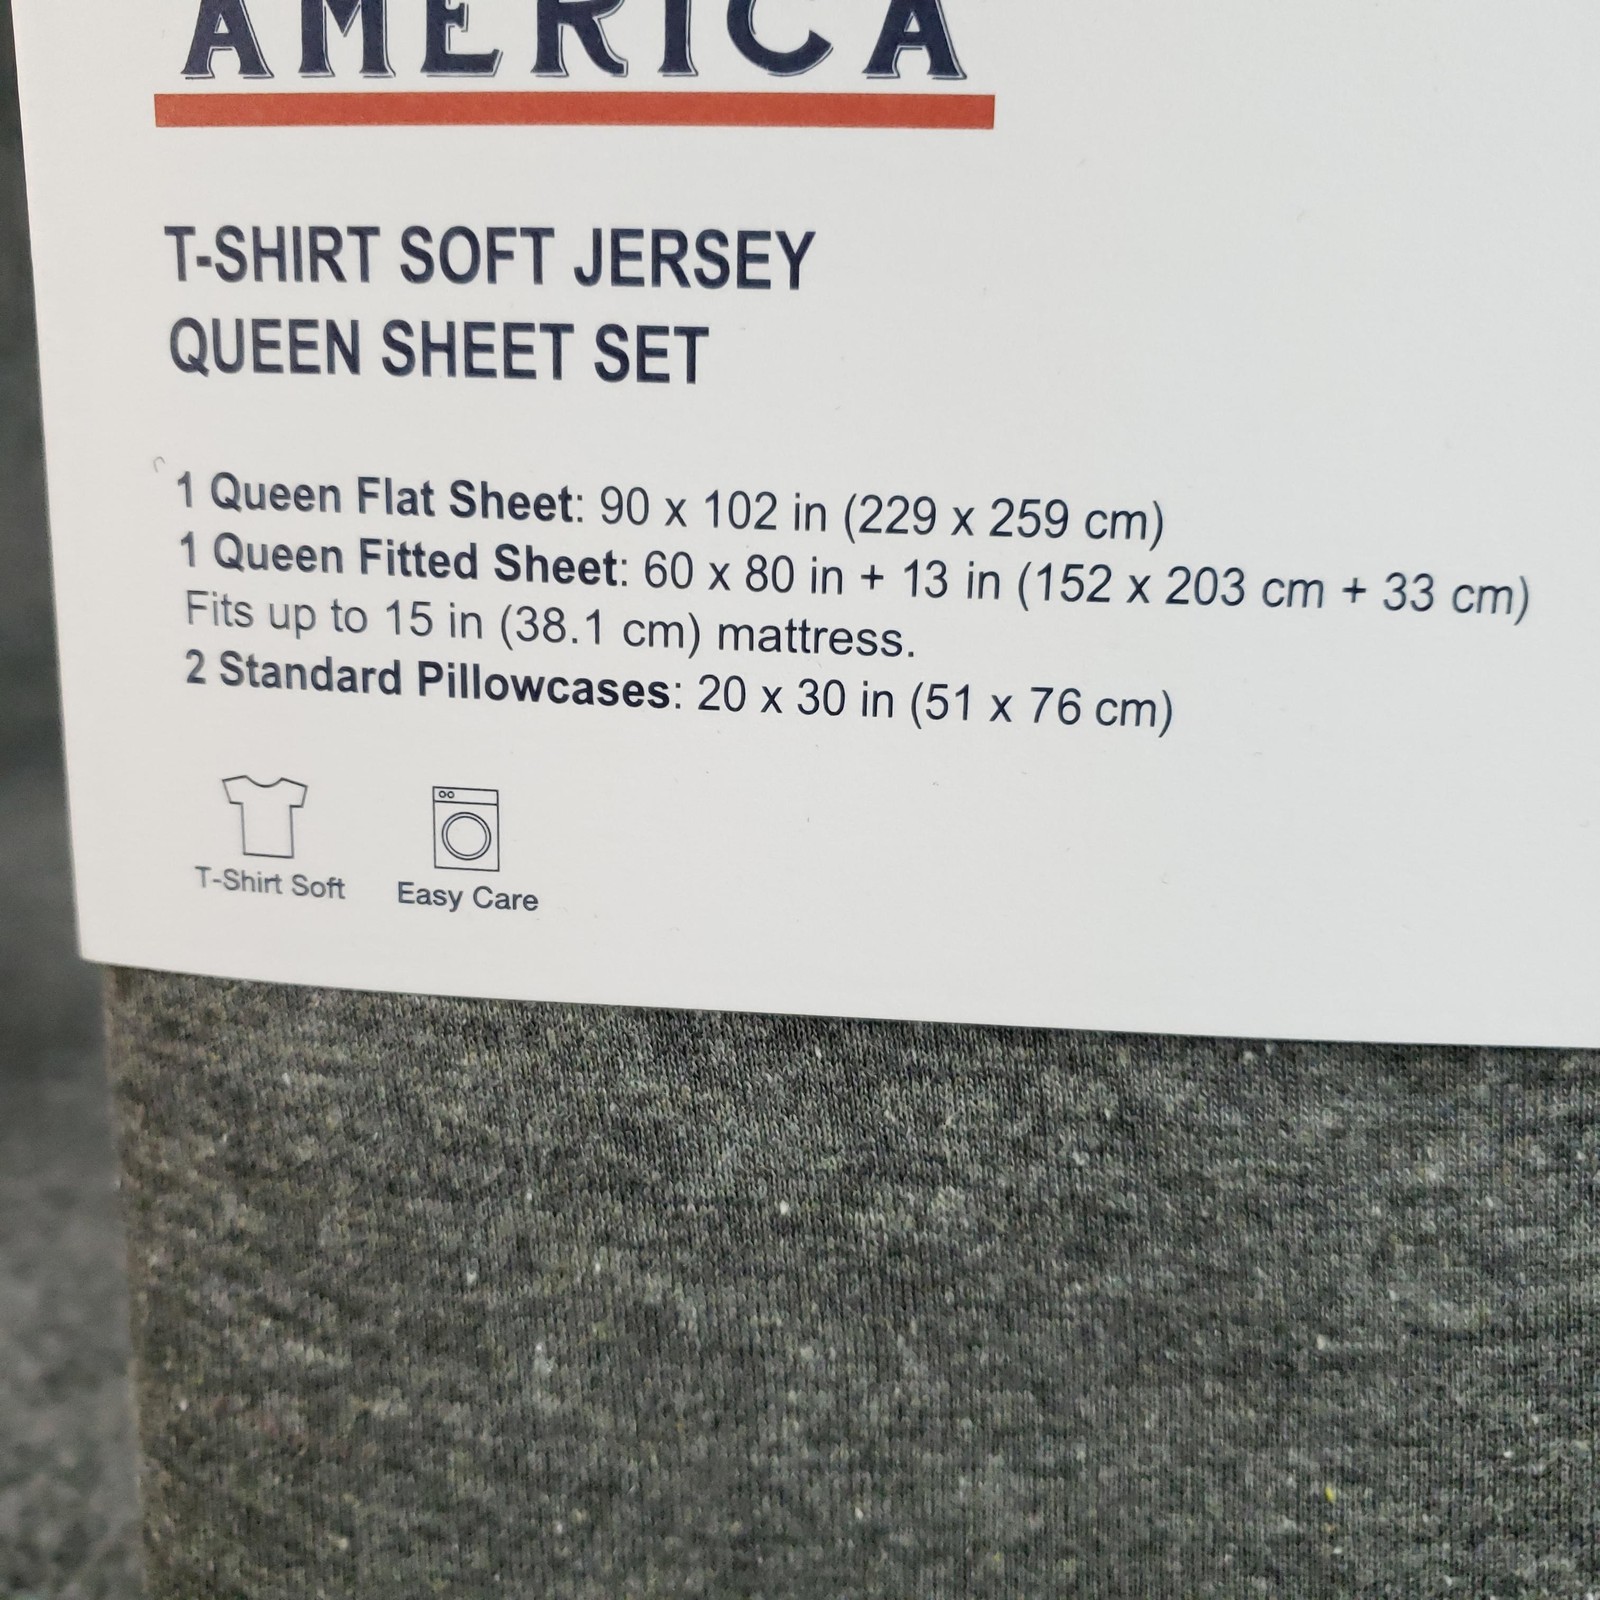 AMERICA
T-SHIRT SOFT JERSEY
QUEEN SHEET SET
1 Queen Flat Sheet: 90 x 102 in (229 x 259 cm)
1 Queen Fitted Sheet: 60 x 80 in + 13 in (152 x 203 cm + 33 cm)
Fits up to 15 in (38.1 cm) mattress.
2 Standard Pillowcases: 20 x 30 in (51 x 76 cm)
T-Shirt Soft
Easy Care